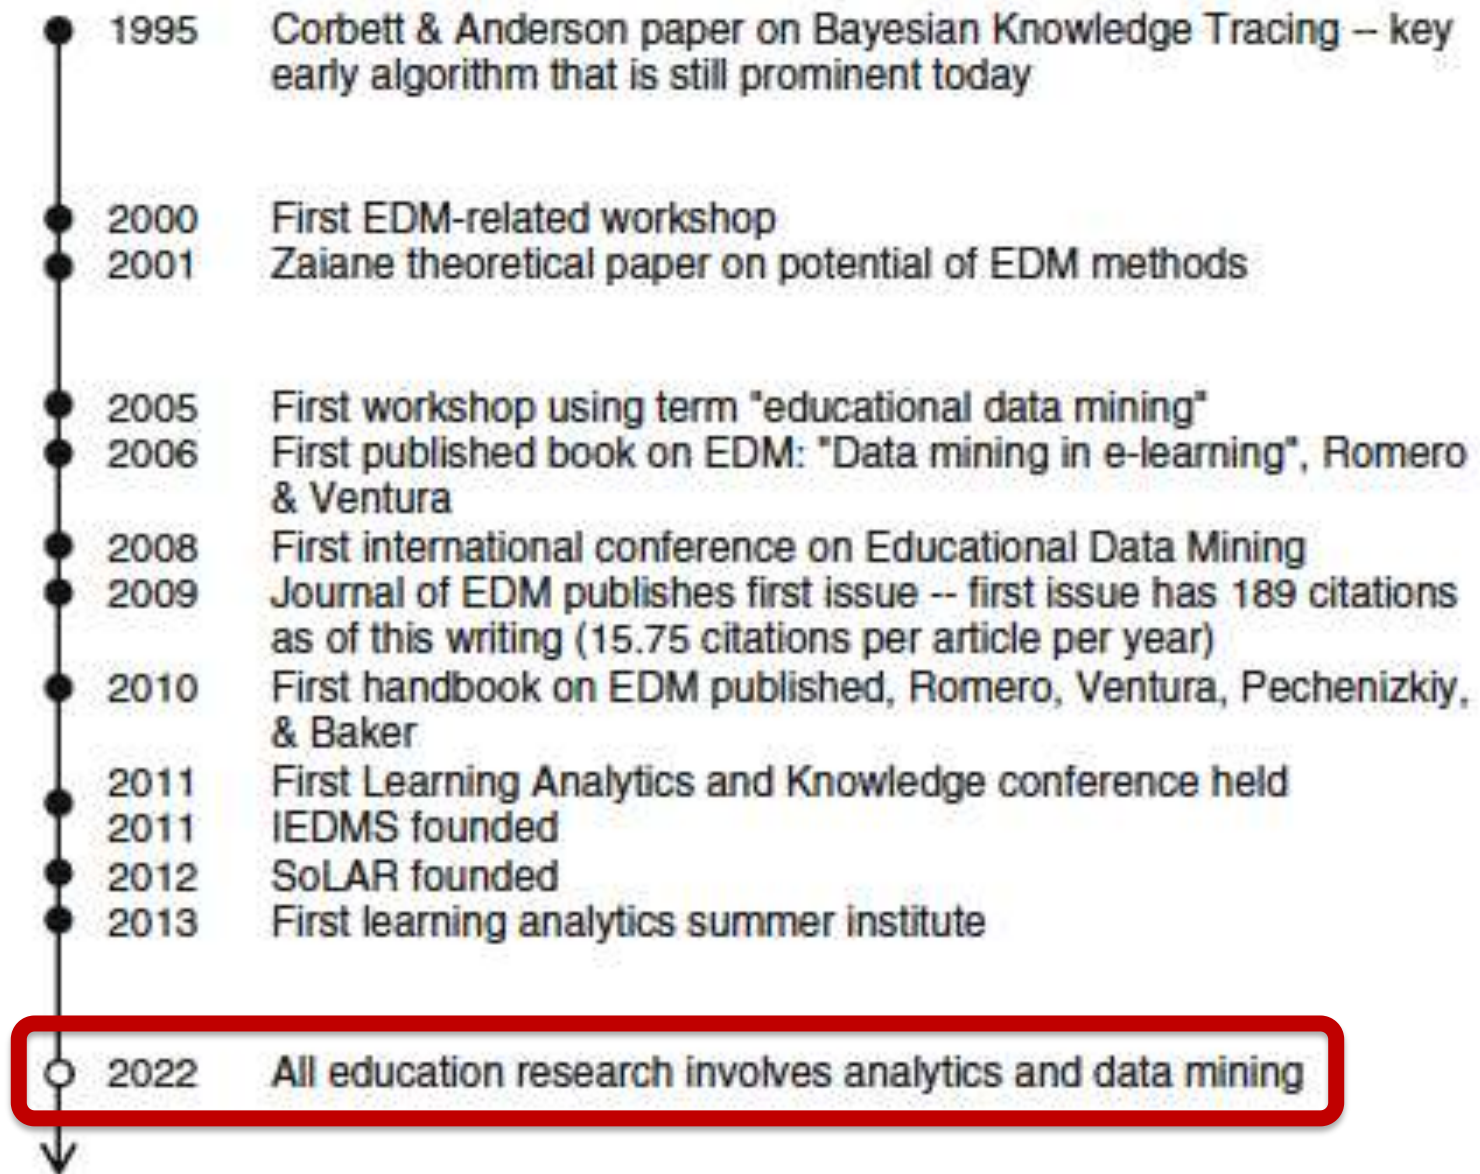 1995 Corbett & Anderson paper on Bayesian Knowledge Tracing -- key
early algorithm that is still prominent today
2000 First EDM-related workshop
2001 Zaiane theoretical paper on potential of EDM methods
2005 First workshop using term "educational data mining"
2006 First published book on EDM: "Data mining in e-learning", Romero
& Ventura
2008 First international conference on Educational Data Mining
2009 Journal of EDM publishes first issue -- first issue has 189 citations
as of this writing (15.75 citations per article per year)
2010 First handbook on EDM published, Romero, Ventura, Pechenizkiy,
& Baker
2011 First Learning Analytics and Knowledge conference held
2011 IEDMS founded
2012 SoLAR founded
2013 First learning analytics summer institute
2022 All education research involves analytics and data mining